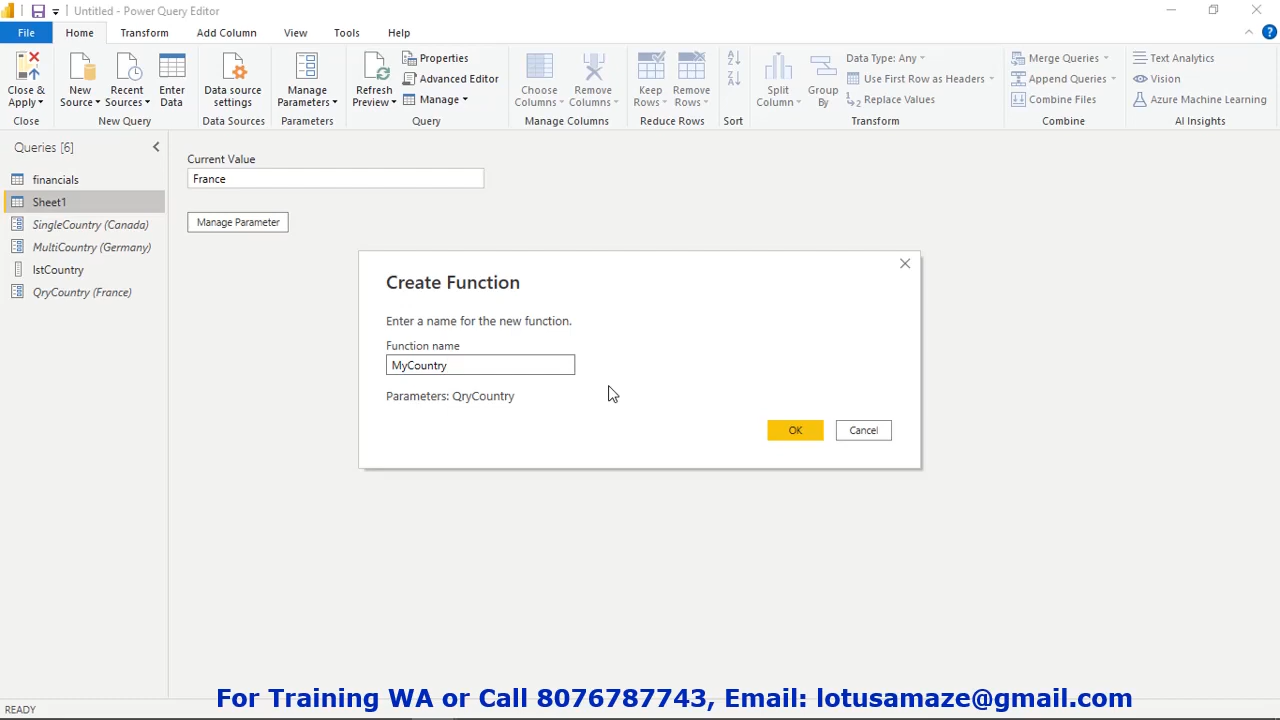 Untitled - Power Query Editor
File Home Transform Add Column View Tools Help
Close & Apply
New Source
Recent Sources
Enter Data
Data source settings
Manage Parameters
Refresh Preview
Properties
Advanced Editor
Manage
Choose Columns
Remove Columns
Keep Rows
Remove Rows
Split Column
Group By
Data Type: Any
Use First Row as Headers
Replace Values
Merge Queries
Append Queries
Combine Files
Text Analytics
Vision
Azure Machine Learning
Close New Query Data Sources Parameters Query Manage Columns Reduce Rows Sort Transform Combine AI Insights
Queries [6]
financials
Sheet1
SingleCountry (Canada)
MultiCountry (Germany)
lstCountry
QryCountry (France)
Current Value
France
Manage Parameter
Create Function
Enter a name for the new function.
Function name
MyCountry
Parameters: QryCountry
OK Cancel
READY
For Training WA or Call 8076787743, Email: lotusamaze@gmail.com